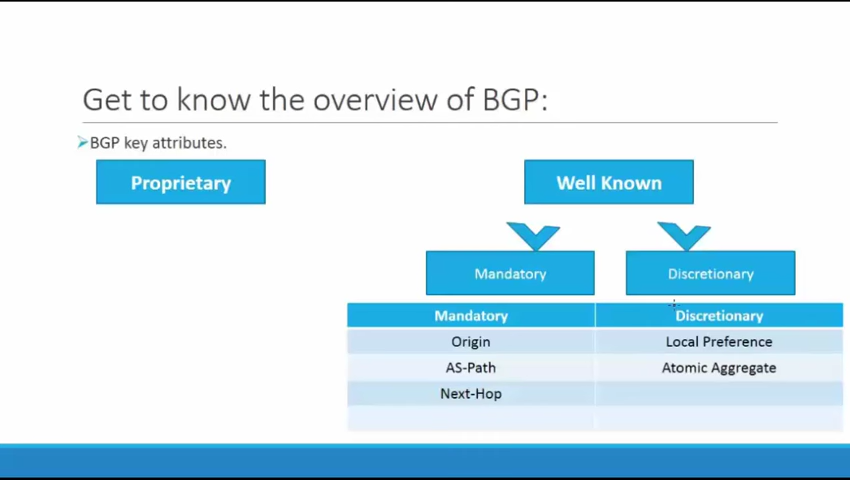 Get to know the overview of BGP:
BGP key attributes.
Proprietary
Well Known
Mandatory
Discretionary
Mandatory Discretionary
Origin Local Preference
AS-Path Atomic Aggregate
Next-Hop